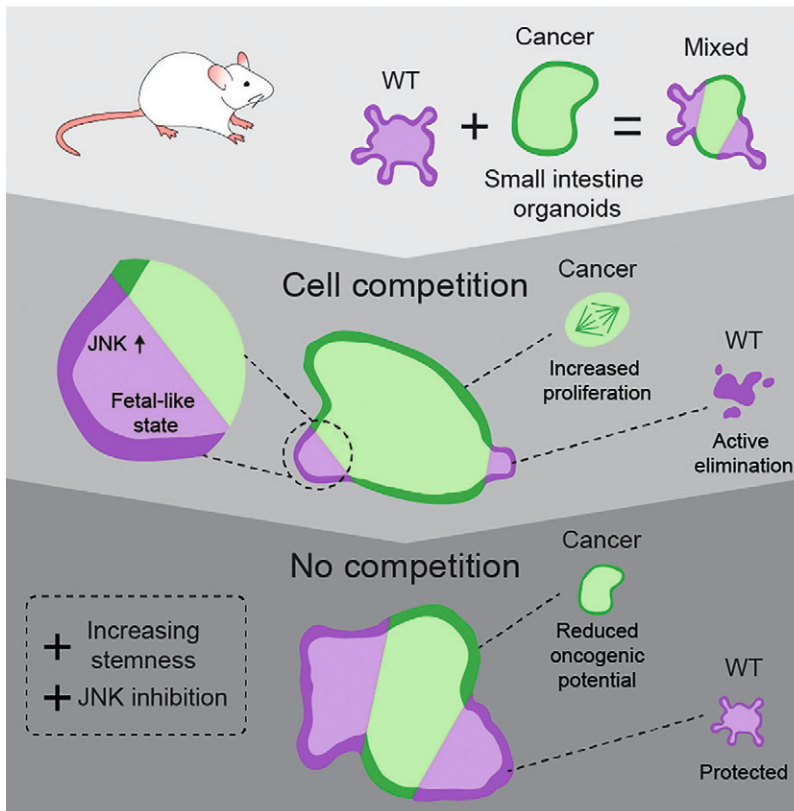 WT
+
Cancer
=
Mixed
Small intestine
organoids
Cell competition
JNK ↑
Fetal-like
state
Cancer
Increased
proliferation
WT
Active
elimination
No competition
+ Increasing
stemness
+ JNK inhibition
Cancer
Reduced
oncogenic
potential
WT
Protected